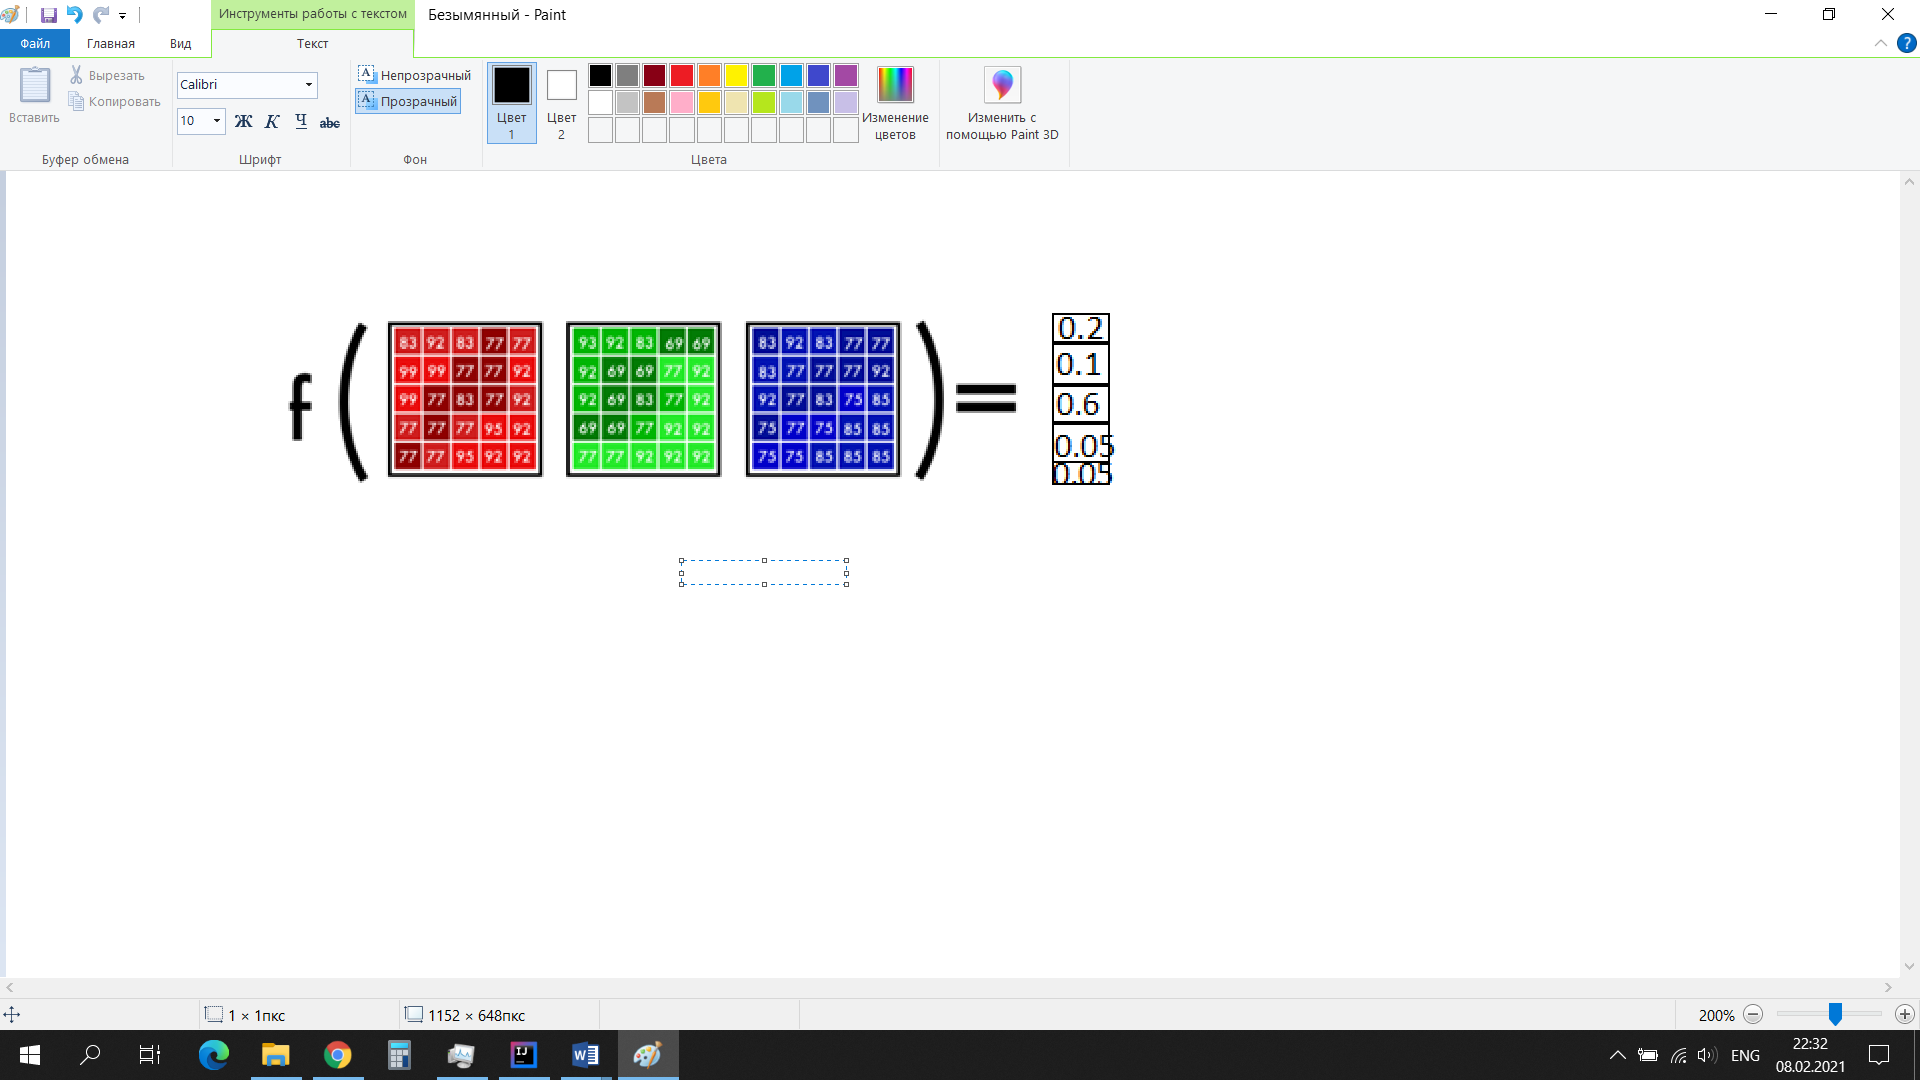 Инструменты работы с текстом
Безымянный - Paint
Файл
Главная
Вид
Текст
Вставить
Вырезать
Копировать
Буфер обмена
Calibri
10
Ж К Ч abc
Шрифт
Непрозрачный
Прозрачный
Фон
Цвет 1
Цвет 2
Цвета
Изменение цветов
Изменить с помощью Paint 3D
f (
83 92 83 77 77
99 99 77 77 92
99 77 83 77 92
77 77 77 95 92
77 77 95 92 92
93 92 83 69 69
92 69 69 77 92
92 69 83 77 92
69 69 77 92 92
77 77 92 92 92
83 92 83 77 77
83 77 77 77 92
92 77 83 75 85
75 77 75 85 85
75 75 85 85 85
) =
0.2
0.1
0.6
0.05
0.05
1 × 1пкс
1152 × 648пкс
200%
ENG
22:32
08.02.2021